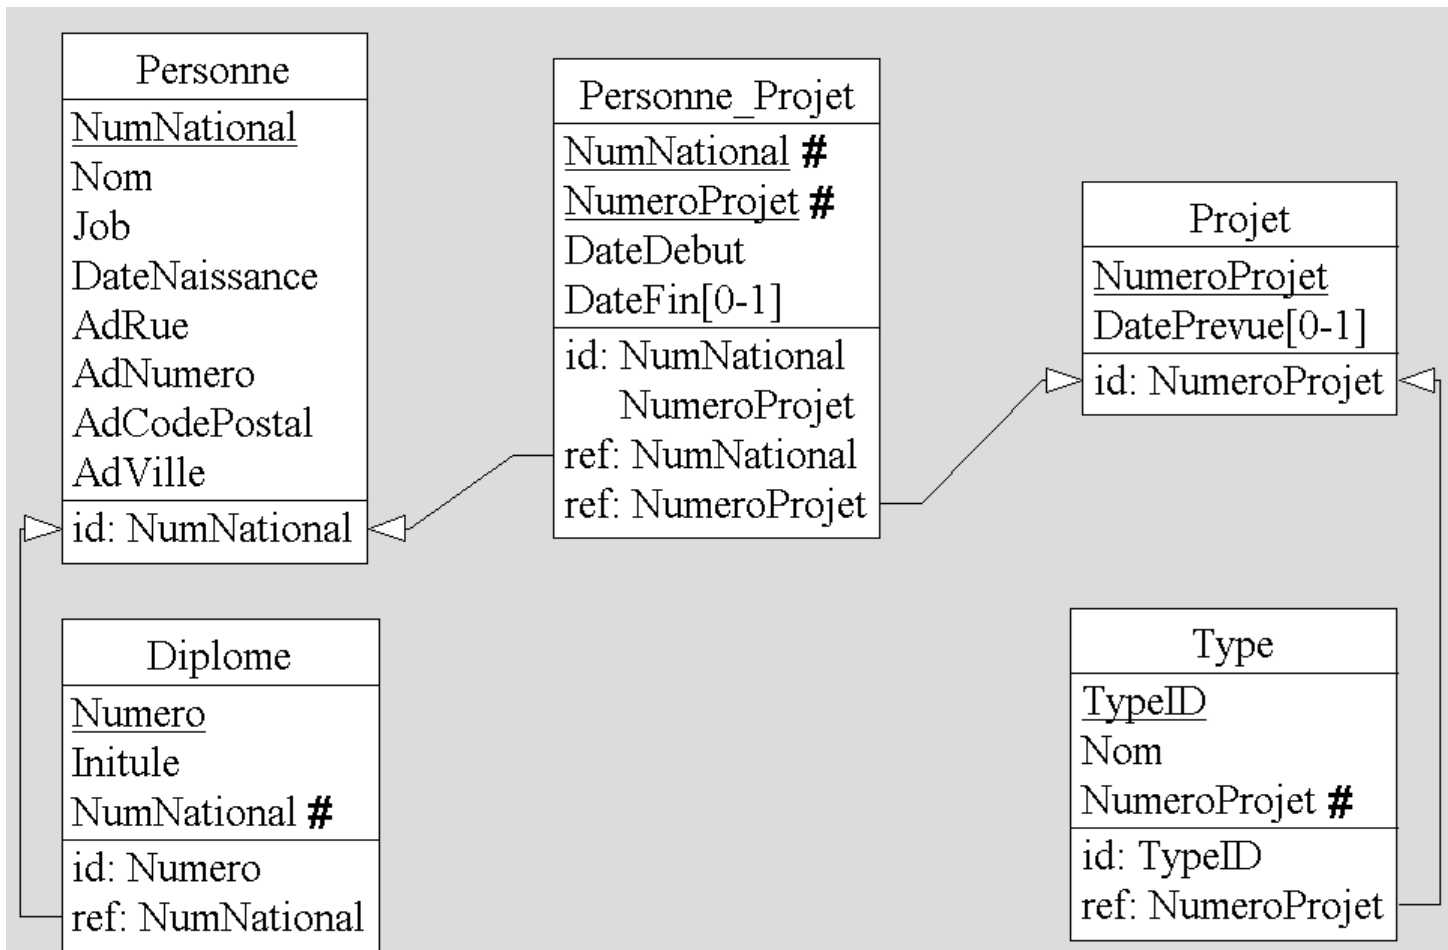 Personne
NumNational
Nom
Job
DateNaissance
AdRue
AdNumero
AdCodePostal
AdVille
id: NumNational
Personne_Projet
NumNational #
NumeroProjet #
DateDebut
DateFin[0-1]
id: NumNational
NumeroProjet
ref: NumNational
ref: NumeroProjet
Projet
NumeroProjet
DatePrevue[0-1]
id: NumeroProjet
Diplome
Numero
Initule
NumNational #
id: Numero
ref: NumNational
Type
TypeID
Nom
NumeroProjet #
id: TypeID
ref: NumeroProjet